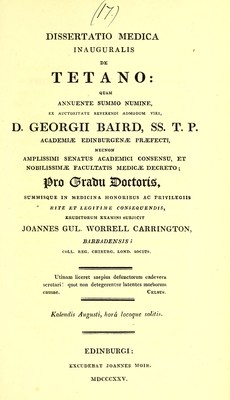 (17)
DISSERTATIO MEDICA
INAUGURALIS
DE
TETANO:
QUAM
ANNUENTE SUMMO NUMINE,
EX AUCTORITATE REVERENDI ADMODUM VIRI,
D. GEORGII BAIRD, SS. T. P.
ACADEMIÆ EDINBURGENÆ PRÆFECTI,
NECNON
AMPLISSIMI SENATUS ACADEMICI CONSENSU, ET
NOBILISSIMÆ FACULTATIS MEDICÆ DECRETO;
Pro Gradu Doctoris,
SUMMISQUE IN MEDICINA HONORIBUS AC PRIVILEGIIS
RITE ET LEGITIME CONSEQUENDIS,
ERUDITORUM EXAMINI SUBJICIT
JOANNES GUL. WORRELL CARRINGTON,
BARBADENSIS;
COLL. REG. CHIRURG. LOND. SOCIUS.
Utinam liceret sæpius defunctorum cadavera
scrutari: quot non detegerentur latentes morborum
causæ. CELSUS.
Kalendis Augusti, horâ locoque solitis.
EDINBURGI:
EXCUDEBAT JOANNES MOIR.
MDCCCXXV.